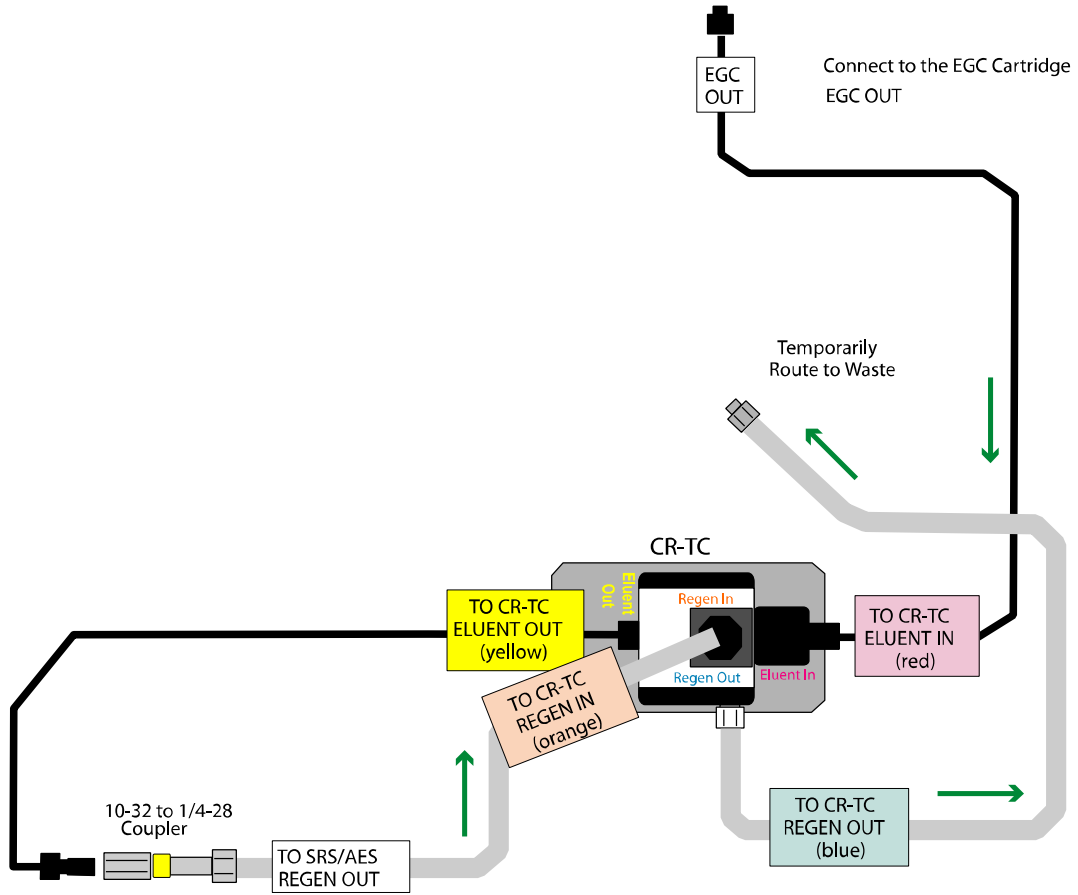 EGC
OUT
Connect to the EGC Cartridge
EGC OUT
Temporarily
Route to Waste
CR-TC
Eluent
Out
Regen In
Regen Out
Eluent In
TO CR-TC
ELUENT OUT
(yellow)
TO CR-TC
ELUENT IN
(red)
TO CR-TC
REGEN IN
(orange)
TO CR-TC
REGEN OUT
(blue)
10-32 to 1/4-28
Coupler
TO SRS/AES
REGEN OUT